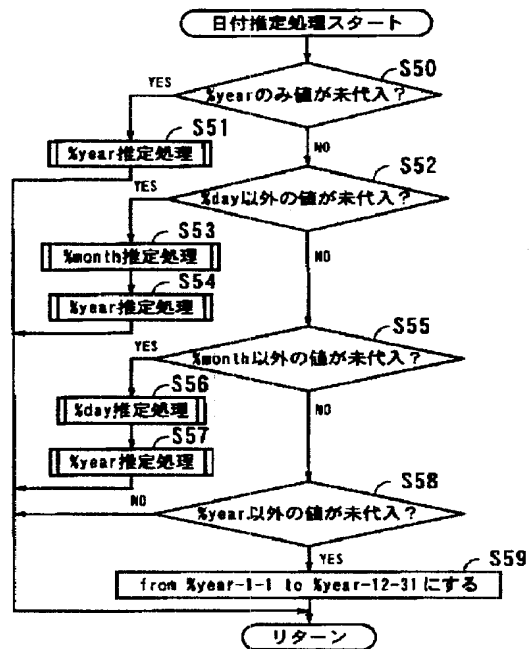 日付推定処理スタート
S50
%yearのみ値が未代入？
YES
S51
%year推定処理
NO
S52
%day以外の値が未代入？
YES
S53
%month推定処理
NO
S54
%year推定処理
S55
%month以外の値が未代入？
YES
S56
%day推定処理
NO
S57
%year推定処理
S58
%year以外の値が未代入？
NO
YES
S59
from %year-1-1 to %year-12-31にする
リターン